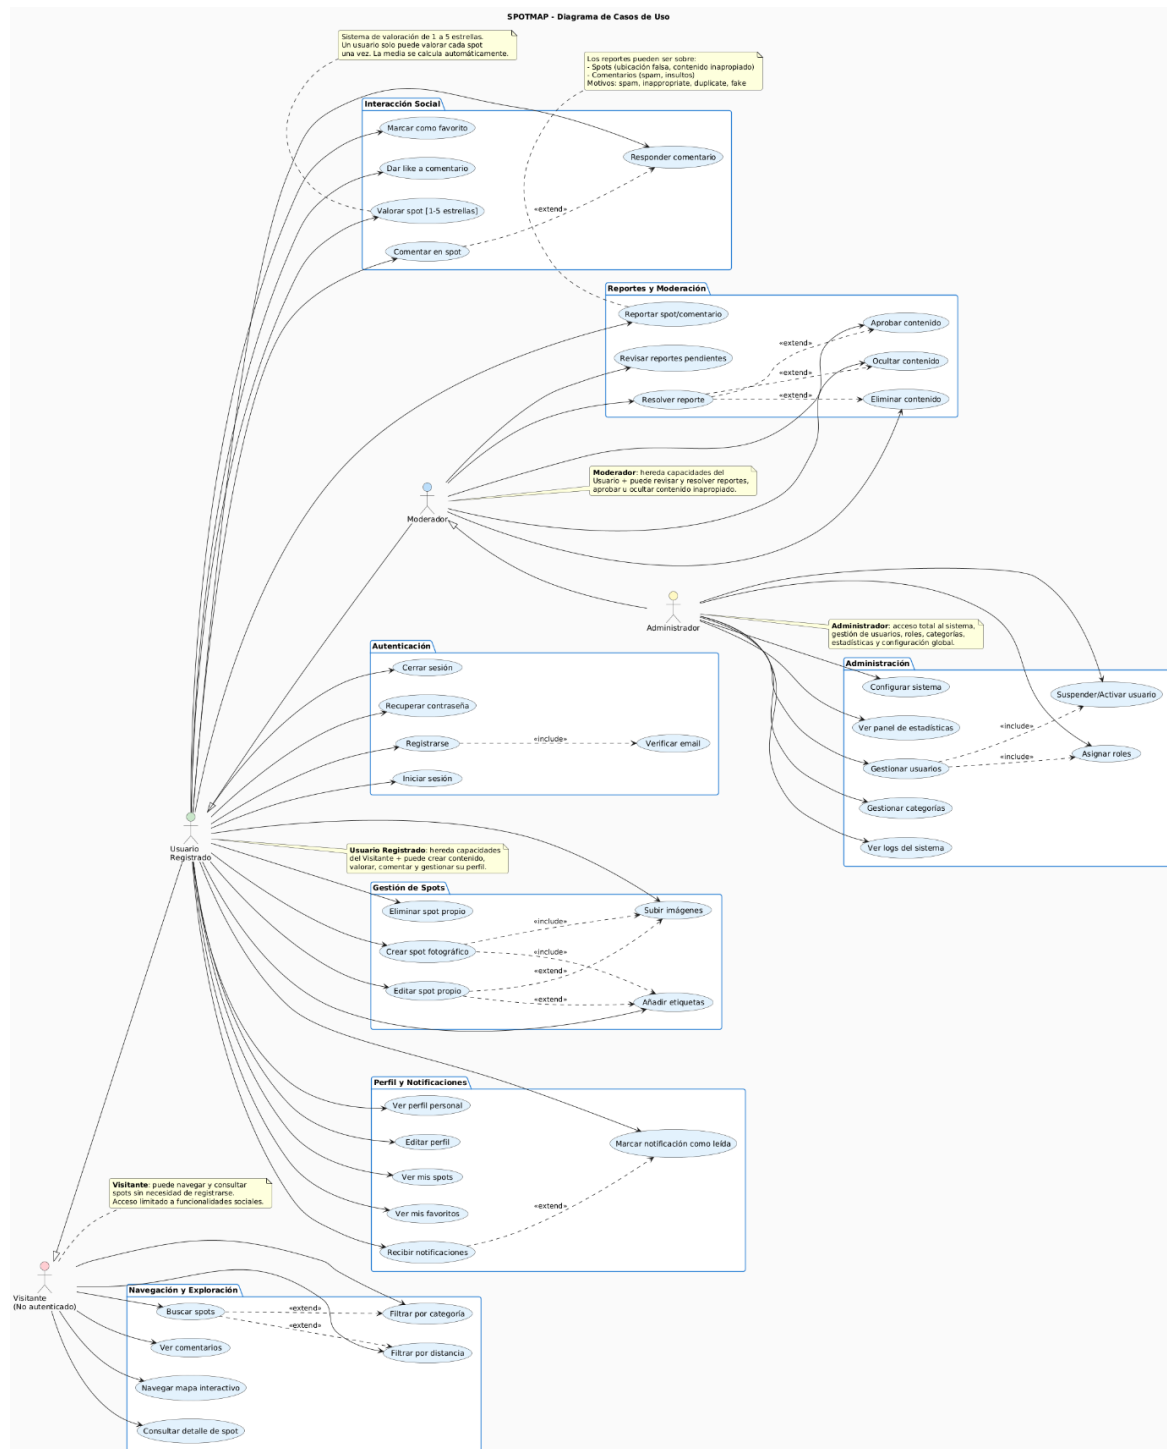 SPOTMAP - Diagrama de Casos de Uso
Sistema de valoración de 1 a 5 estrellas.
Un usuario solo puede valorar cada spot
una vez. La media se calcula automáticamente.
Los reportes pueden ser sobre:
- Spots (ubicación falsa, contenido inapropiado)
- Comentarios (spam, insultos)
Motivos: spam, inappropriate, duplicate, fake
Interacción Social
Marcar como favorito
Responder comentario
Dar like a comentario
Valorar spot [1-5 estrellas]
«extend»
Comentar en spot
Reportes y Moderación
Reportar spot/comentario
Aprobar contenido
«extend»
Revisar reportes pendientes
Ocultar contenido
«extend»
Resolver reporte
«extend»
Eliminar contenido
Moderador: hereda capacidades del
Usuario + puede revisar y resolver reportes,
aprobar u ocultar contenido inapropiado.
Moderador
Administrador
Administrador: acceso total al sistema,
gestión de usuarios, roles, categorías,
estadísticas y configuración global.
Autenticación
Cerrar sesión
Recuperar contraseña
Registrarse
«include»
Verificar email
Iniciar sesión
Administración
Configurar sistema
Suspender/Activar usuario
Ver panel de estadísticas
«include»
Gestionar usuarios
«include»
Asignar roles
Gestionar categorías
Ver logs del sistema
Usuario
Registrado
Usuario Registrado: hereda capacidades
del Visitante + puede crear contenido,
valorar, comentar y gestionar su perfil.
Gestión de Spots
Eliminar spot propio
Subir imágenes
«include»
Crear spot fotográfico
«include»
«extend»
Editar spot propio
«extend»
Añadir etiquetas
Perfil y Notificaciones
Ver perfil personal
Editar perfil
Marcar notificación como leída
Ver mis spots
«extend»
Ver mis favoritos
Recibir notificaciones
Visitante: puede navegar y consultar
spots sin necesidad de registrarse.
Acceso limitado a funcionalidades sociales.
Visitante
(No autenticado)
Navegación y Exploración
Buscar spots
«extend»
Filtrar por categoría
«extend»
Ver comentarios
Filtrar por distancia
Navegar mapa interactivo
Consultar detalle de spot